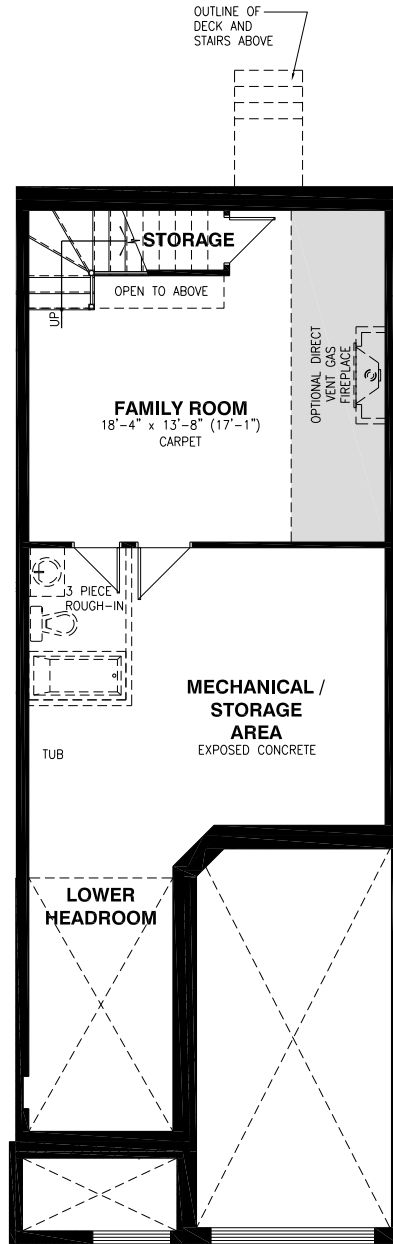 OUTLINE OF
DECK AND
STAIRS ABOVE
STORAGE
OPEN TO ABOVE
UP
OPTIONAL DIRECT
VENT GAS
FIREPLACE
FAMILY ROOM
18'-4" x 13'-8" (17'-1")
CARPET
3 PIECE
ROUGH-IN
MECHANICAL /
STORAGE
AREA
EXPOSED CONCRETE
TUB
LOWER
HEADROOM